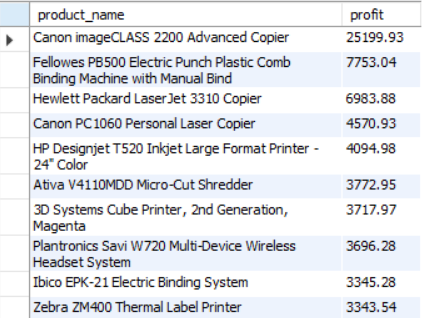 product_name profit
Canon imageCLASS 2200 Advanced Copier 25199.93
Fellowes PB500 Electric Punch Plastic Comb 7753.04
Binding Machine with Manual Bind
Hewlett Packard LaserJet 3310 Copier 6983.88
Canon PC1060 Personal Laser Copier 4570.93
HP Designjet T520 Inkjet Large Format Printer - 4094.98
24" Color
Ativa V4110MDD Micro-Cut Shredder 3772.95
3D Systems Cube Printer, 2nd Generation, 3717.97
Magenta
Plantronics Savi W720 Multi-Device Wireless 3696.28
Headset System
Ibico EPK-21 Electric Binding System 3345.28
Zebra ZM400 Thermal Label Printer 3343.54